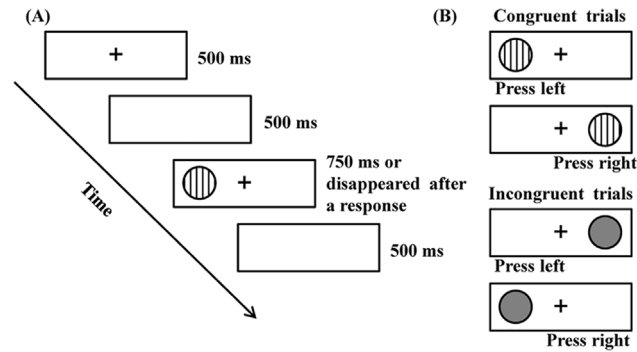 (A)
+
500 ms
500 ms
+
750 ms or
disappeared after
a response
500 ms
Time
(B)
Congruent trials
+
Press left
+
Press right
Incongruent trials
+
Press left
+
Press right